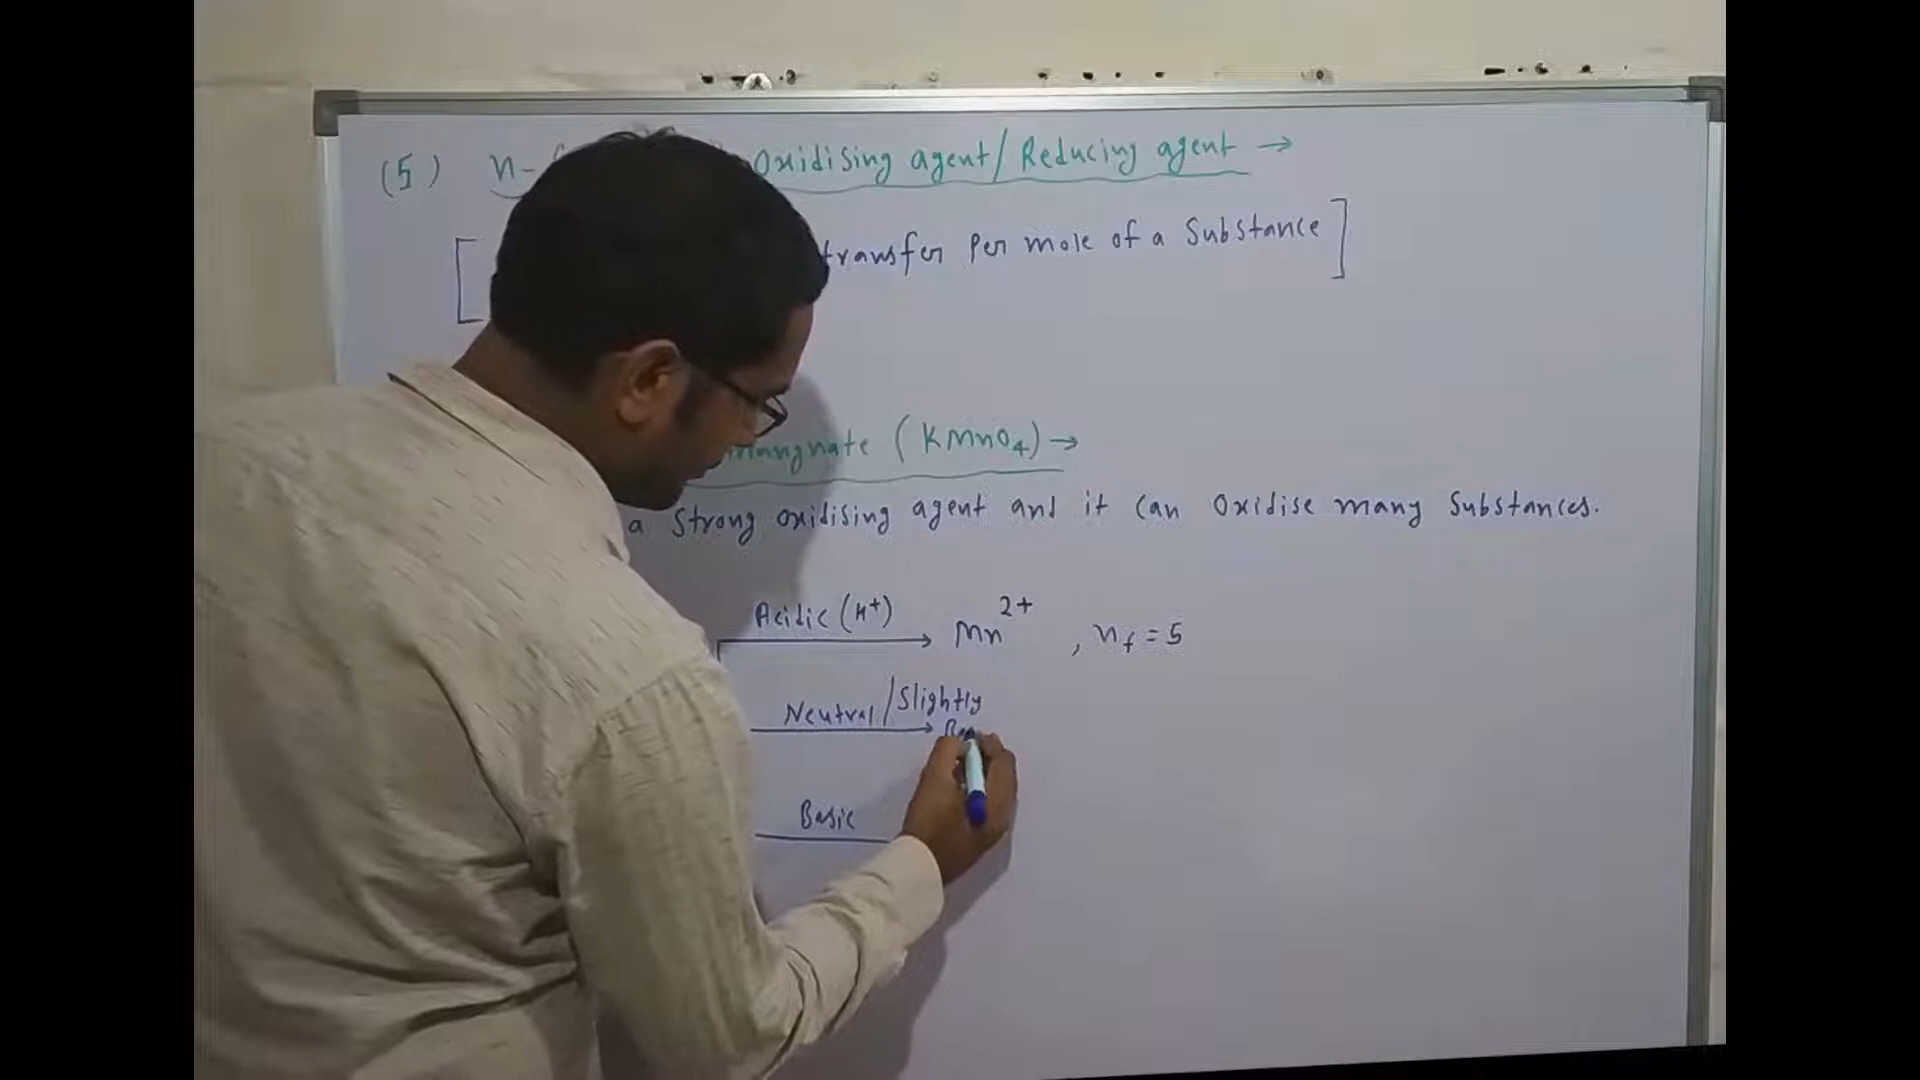 (5) n- Oxidising agent/Reducing agent →
[ transfer Per mole of a Substance ]
mangnate (KMnO4) →
a Strong oxidising agent and it can Oxidise many Substances.
Acidic (H+) → Mn2+ , nf = 5
Neutral/Slightly
Basic